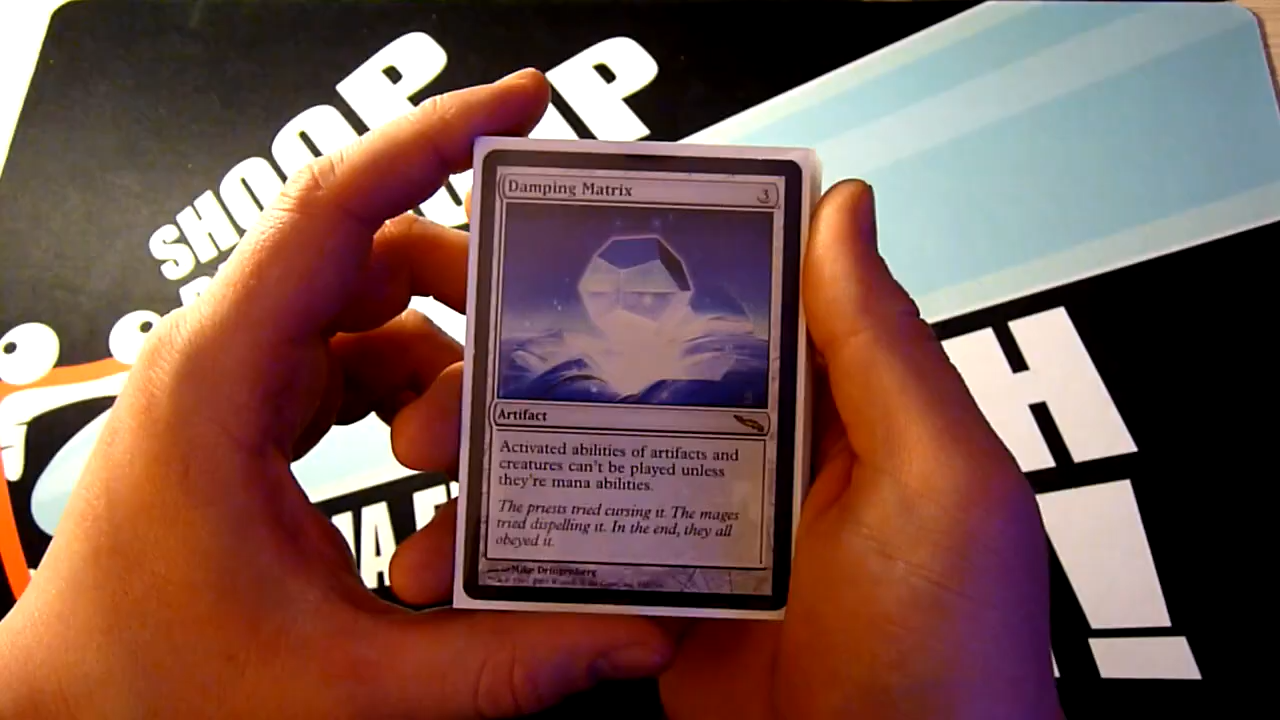 SHOOP
UP
H
!
Damping Matrix 3
Artifact
Activated abilities of artifacts and
creatures can't be played unless
they're mana abilities.
The priests tried cursing it. The mages
tried dispelling it. In the end, they all
obeyed it.